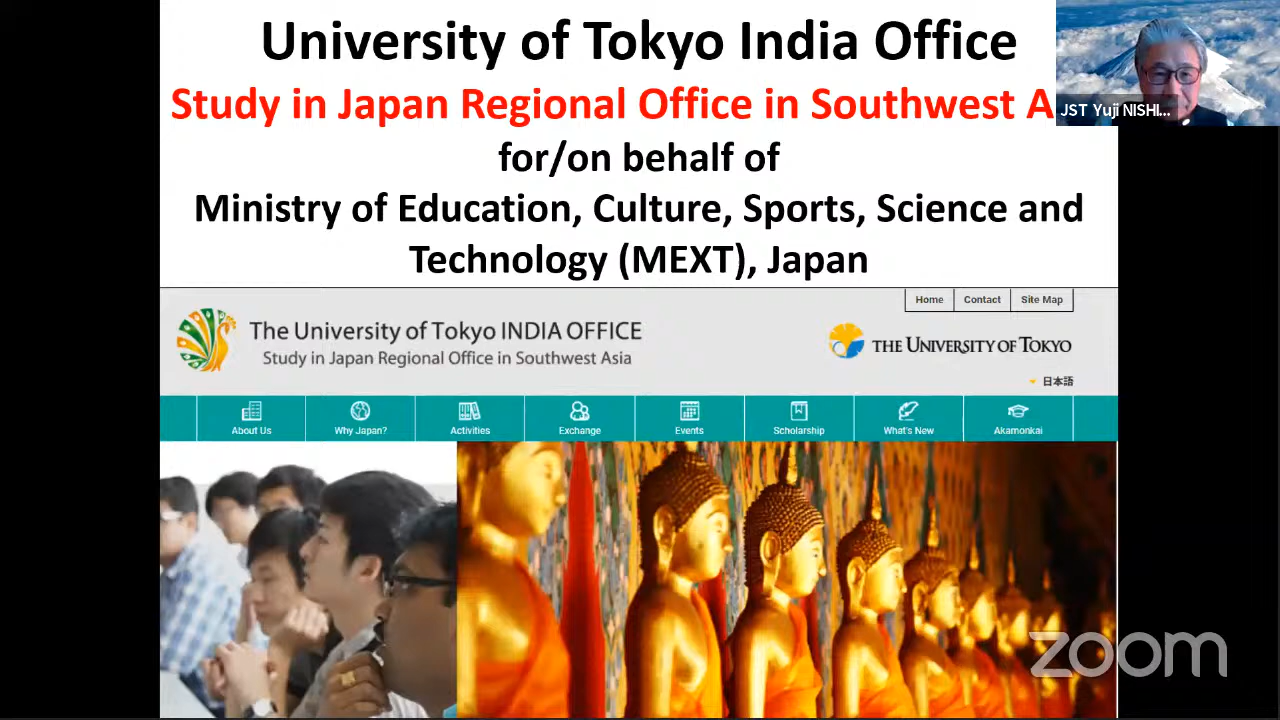 University of Tokyo India Office
Study in Japan Regional Office in Southwest A
JST Yuji NISHI...
for/on behalf of
Ministry of Education, Culture, Sports, Science and
Technology (MEXT), Japan
Home Contact Site Map
The University of Tokyo INDIA OFFICE
Study in Japan Regional Office in Southwest Asia
THE UNIVERSITY OF TOKYO
日本語
About Us Why Japan? Activities Exchange Events Scholarship What's New Akamonkai
zoom